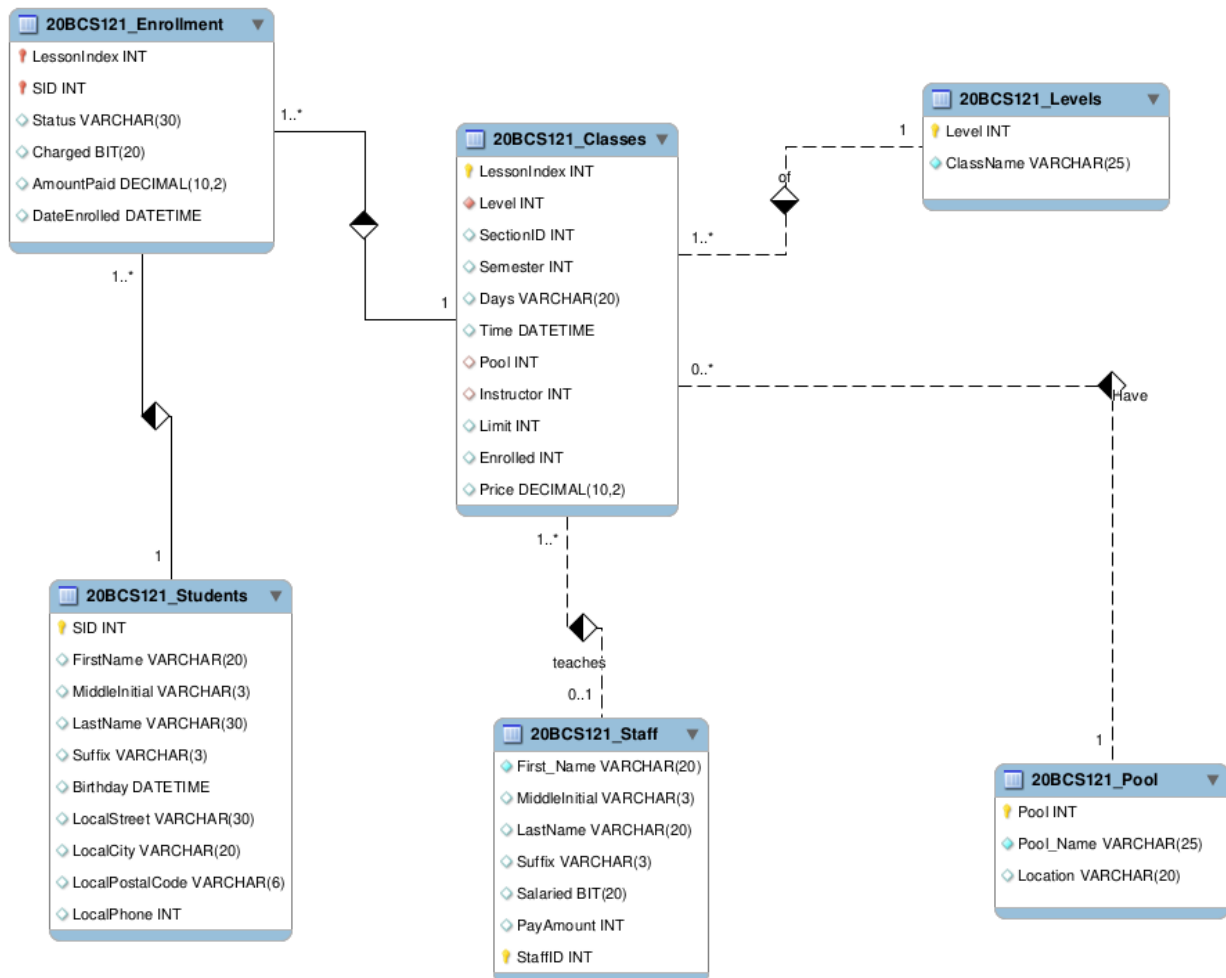 20BCS121_Enrollment
LessonIndex INT
SID INT
Status VARCHAR(30)
Charged BIT(20)
AmountPaid DECIMAL(10,2)
DateEnrolled DATETIME
1..*
1..*
1
20BCS121_Classes
LessonIndex INT
Level INT
SectionID INT
Semester INT
Days VARCHAR(20)
Time DATETIME
Pool INT
Instructor INT
Limit INT
Enrolled INT
Price DECIMAL(10,2)
20BCS121_Levels
Level INT
ClassName VARCHAR(25)
1
of
1..*
0..*
Have
1
1..*
teaches
0..1
1
20BCS121_Students
SID INT
FirstName VARCHAR(20)
MiddleInitial VARCHAR(3)
LastName VARCHAR(30)
Suffix VARCHAR(3)
Birthday DATETIME
LocalStreet VARCHAR(30)
LocalCity VARCHAR(20)
LocalPostalCode VARCHAR(6)
LocalPhone INT
20BCS121_Staff
First_Name VARCHAR(20)
MiddleInitial VARCHAR(3)
LastName VARCHAR(20)
Suffix VARCHAR(3)
Salaried BIT(20)
PayAmount INT
StaffID INT
20BCS121_Pool
Pool INT
Pool_Name VARCHAR(25)
Location VARCHAR(20)